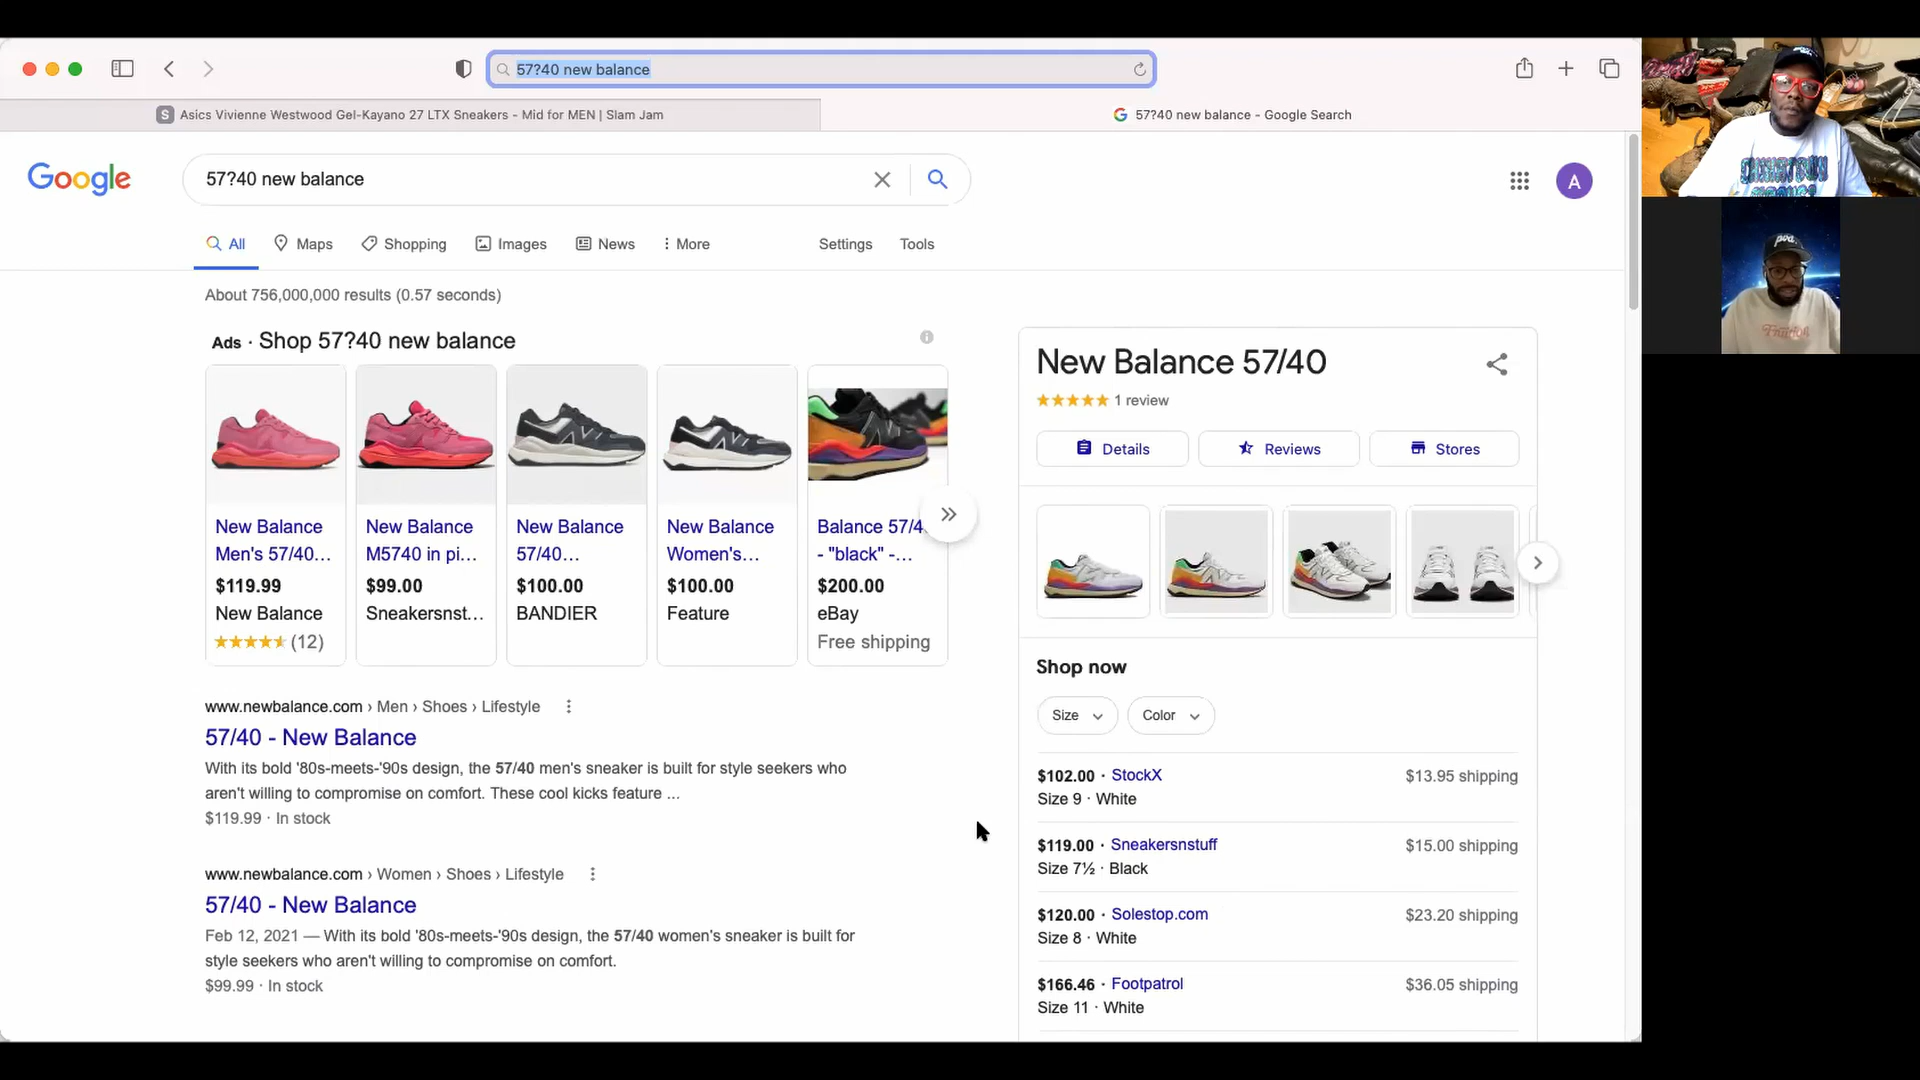 57?40 new balance
S Asics Vivienne Westwood Gel-Kayano 27 LTX Sneakers - Mid for MEN | Slam Jam
57?40 new balance - Google Search
Google
57?40 new balance
A
All
Maps
Shopping
Images
News
More
Settings
Tools
About 756,000,000 results (0.57 seconds)
Ads · Shop 57?40 new balance
New Balance
Men's 57/40...
$119.99
New Balance
(12)
New Balance
M5740 in pi...
$99.00
Sneakersnst...
New Balance
57/40...
$100.00
BANDIER
New Balance
Women's...
$100.00
Feature
Balance 57/4
- "black" -...
$200.00
eBay
Free shipping
www.newbalance.com › Men › Shoes › Lifestyle
57/40 - New Balance
With its bold '80s-meets-'90s design, the 57/40 men's sneaker is built for style seekers who
aren't willing to compromise on comfort. These cool kicks feature ...
$119.99 · In stock
www.newbalance.com › Women › Shoes › Lifestyle
57/40 - New Balance
Feb 12, 2021 — With its bold '80s-meets-'90s design, the 57/40 women's sneaker is built for
style seekers who aren't willing to compromise on comfort.
$99.99 · In stock
New Balance 57/40
1 review
Details
Reviews
Stores
Shop now
Size
Color
$102.00 · StockX
$13.95 shipping
Size 9 · White
$119.00 · Sneakersnstuff
$15.00 shipping
Size 7½ · Black
$120.00 · Solestop.com
$23.20 shipping
Size 8 · White
$166.46 · Footpatrol
$36.05 shipping
Size 11 · White